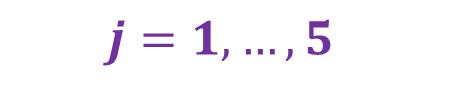 j = 1, … , 5